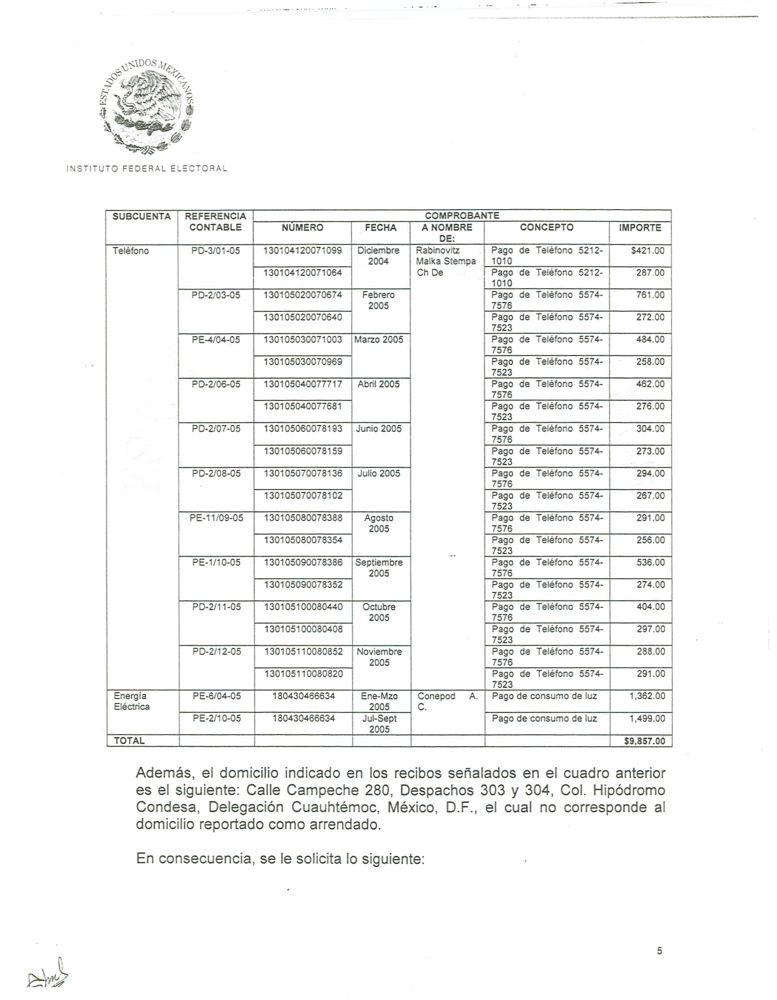 ESTADOS UNIDOS MEXICANOS
INSTITUTO FEDERAL ELECTORAL
SUBCUENTA REFERENCIA CONTABLE COMPROBANTE
NÚMERO FECHA A NOMBRE DE: CONCEPTO IMPORTE
Teléfono PD-3/01-05 130104120071099 Diciembre 2004 Rabinovitz Malka Stempa Ch De Pago de Teléfono 5212-1010 $421.00
130104120071064 Pago de Teléfono 5212-1010 287.00
PD-2/03-05 130105020070674 Febrero 2005 Pago de Teléfono 5574-7576 761.00
130105020070640 Pago de Teléfono 5574-7523 272.00
PE-4/04-05 130105030071003 Marzo 2005 Pago de Teléfono 5574-7576 484.00
130105030070969 Pago de Teléfono 5574-7523 258.00
PD-2/06-05 130105040077717 Abril 2005 Pago de Teléfono 5574-7576 462.00
130105040077681 Pago de Teléfono 5574-7523 276.00
PD-2/07-05 130105060078193 Junio 2005 Pago de Teléfono 5574-7576 304.00
130105060078159 Pago de Teléfono 5574-7523 273.00
PD-2/08-05 130105070078136 Julio 2005 Pago de Teléfono 5574-7576 294.00
130105070078102 Pago de Teléfono 5574-7523 267.00
PE-11/09-05 130105080078388 Agosto 2005 Pago de Teléfono 5574-7576 291.00
130105080078354 Pago de Teléfono 5574-7523 256.00
PE-1/10-05 130105090078386 Septiembre 2005 Pago de Teléfono 5574-7576 536.00
130105090078352 Pago de Teléfono 5574-7523 274.00
PD-2/11-05 130105100080440 Octubre 2005 Pago de Teléfono 5574-7576 404.00
130105100080408 Pago de Teléfono 5574-7523 297.00
PD-2/12-05 130105110080852 Noviembre 2005 Pago de Teléfono 5574-7576 288.00
130105110080820 Pago de Teléfono 5574-7523 291.00
Energía Eléctrica PE-6/04-05 180430466634 Ene-Mzo 2005 Conepod A. C. Pago de consumo de luz 1,362.00
PE-2/10-05 180430466634 Jul-Sept 2005 Pago de consumo de luz 1,499.00
TOTAL $9,857.00
Además, el domicilio indicado en los recibos señalados en el cuadro anterior
es el siguiente: Calle Campeche 280, Despachos 303 y 304, Col. Hipódromo
Condesa, Delegación Cuauhtémoc, México, D.F., el cual no corresponde al
domicilio reportado como arrendado.
En consecuencia, se le solicita lo siguiente:
5